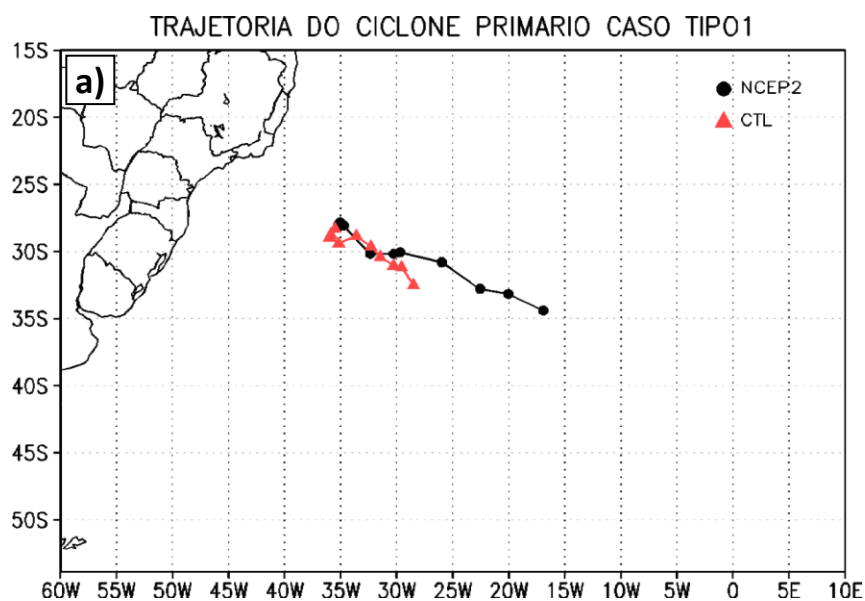 TRAJETORIA DO CICLONE PRIMARIO CASO TIPO1
a)
NCEP2
CTL
15S
20S
25S
30S
35S
40S
45S
50S
60W 55W 50W 45W 40W 35W 30W 25W 20W 15W 10W 5W 0 5E 10E